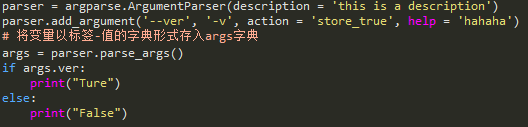 parser = argparse.ArgumentParser(description = 'this is a description')
parser.add_argument('--ver', '-v', action = 'store_true', help = 'hahaha')
# 将变量以标签-值的字典形式存入args字典
args = parser.parse_args()
if args.ver:
    print("Ture")
else:
    print("False")